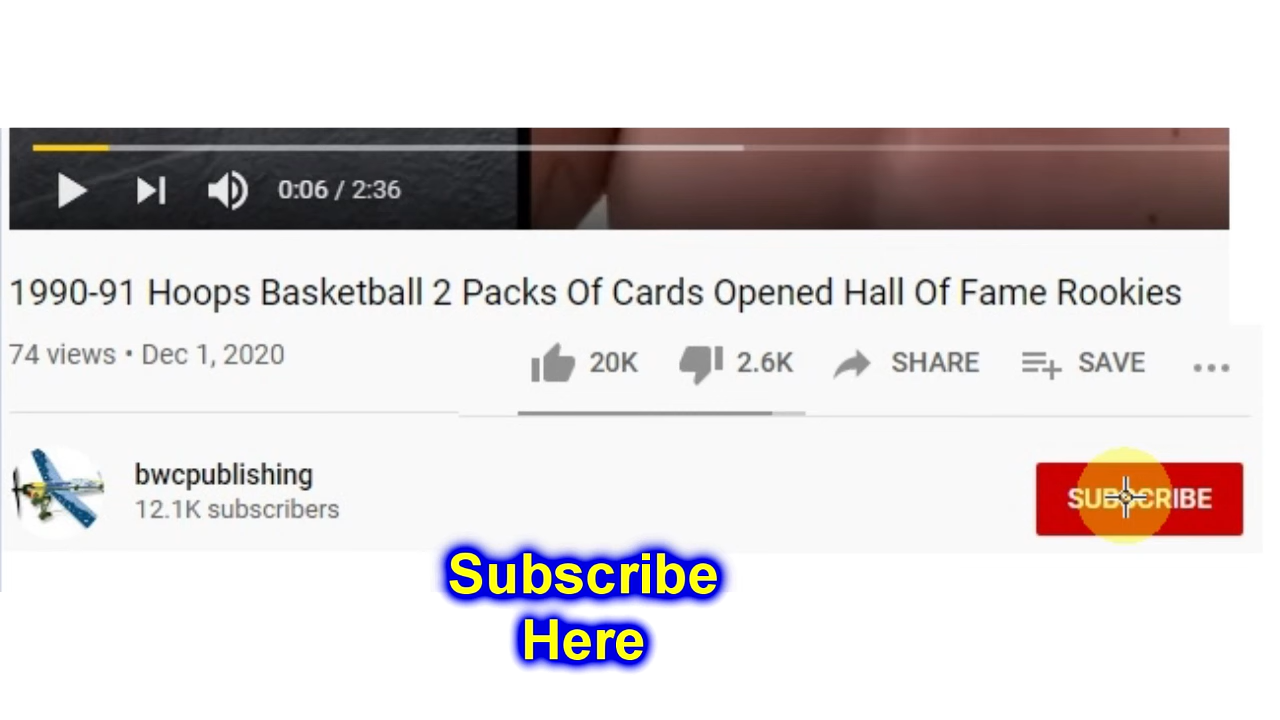 0:06 / 2:36
1990-91 Hoops Basketball 2 Packs Of Cards Opened Hall Of Fame Rookies
74 views • Dec 1, 2020
20K 2.6K SHARE SAVE
bwcpublishing
12.1K subscribers
SUBSCRIBE
Subscribe
Here